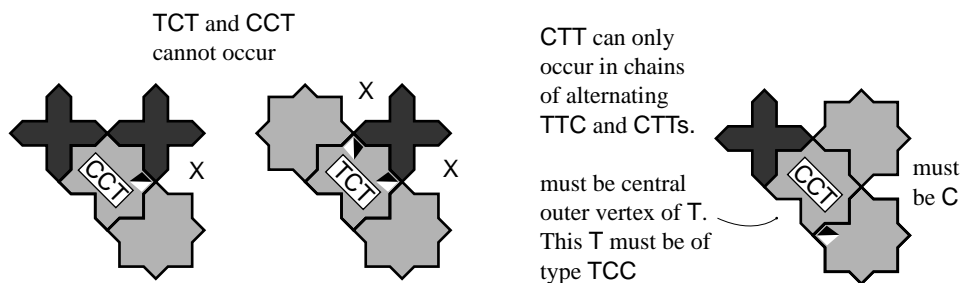 TCT and CCT
cannot occur
X
CCT
X
TCT
X
CTT can only
occur in chains
of alternating
TTC and CTTs.
must be central
outer vertex of T.
This T must be of
type TCC
CCT
must
be C